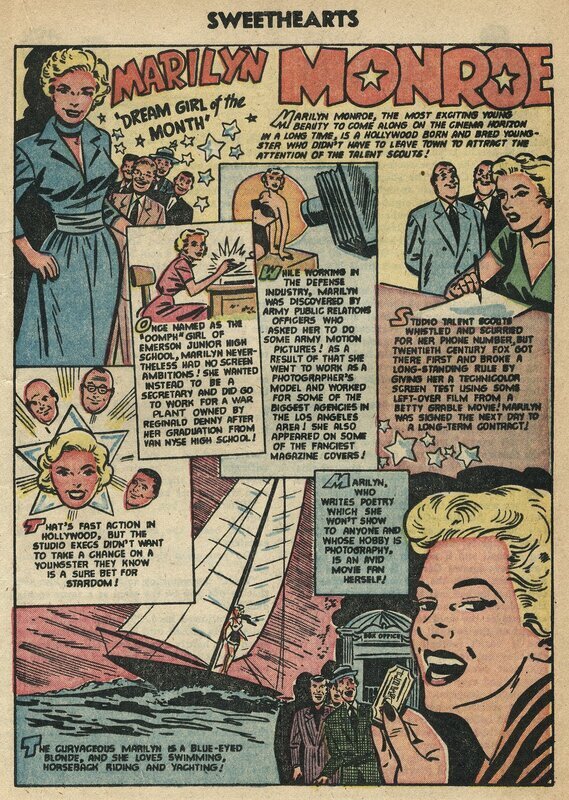 SWEETHEARTS
MARILYN MONROE
"DREAM GIRL of the
MONTH"
MARILYN MONROE, THE MOST EXCITING YOUNG
BEAUTY TO COME ALONG ON THE CINEMA HORIZON
IN A LONG TIME, IS A HOLLYWOOD BORN AND BRED YOUNG-
STER WHO DIDN'T HAVE TO LEAVE TOWN TO ATTRACT THE
ATTENTION OF THE TALENT SCOUTS!
ONCE NAMED AS THE
"OOMPH" GIRL OF
EMERSON JUNIOR HIGH
SCHOOL, MARILYN NEVER-
THELESS HAD NO SCREEN
AMBITIONS! SHE WANTED
INSTEAD TO BE A
SECRETARY AND DID GO
TO WORK FOR A WAR
PLANT OWNED BY
REGINALD DENNY AFTER
HER GRADUATION FROM
VAN NYSE HIGH SCHOOL!
WHILE WORKING IN
THE DEFENSE
INDUSTRY, MARILYN
WAS DISCOVERED BY
ARMY PUBLIC RELATIONS
OFFICERS WHO
ASKED HER TO DO
SOME ARMY MOTION
PICTURES! AS A
RESULT OF THAT SHE
WENT TO WORK AS A
PHOTOGRAPHER'S
MODEL AND WORKED
FOR SOME OF THE
BIGGEST AGENCIES IN
THE LOS ANGELES
AREA! SHE ALSO
APPEARED ON SOME
OF THE FANCIEST
MAGAZINE COVERS!
STUDIO TALENT SCOUTS
WHISTLED AND SCURRIED
FOR HER PHONE NUMBER, BUT
TWENTIETH CENTURY FOX GOT
THERE FIRST AND BROKE A
LONG-STANDING RULE BY
GIVING HER A TECHNICOLOR
SCREEN TEST USING SOME
LEFT-OVER FILM FROM A
BETTY GRABLE MOVIE! MARILYN
WAS SIGNED THE NEXT DAY TO
A LONG-TERM CONTRACT!
THAT'S FAST ACTION IN
HOLLYWOOD, BUT THE
STUDIO EXECS DIDN'T WANT
TO TAKE A CHANGE ON A
YOUNGSTER THEY KNOW
IS A SURE BET FOR
STARDOM!
MARILYN,
WHO
WRITES POETRY
WHICH SHE
WON'T SHOW
TO ANYONE AND
WHOSE HOBBY IS
PHOTOGRAPHY,
IS AN AVID
MOVIE FAN
HERSELF!
BOX OFFICE
THE CURVACEOUS MARILYN IS A BLUE-EYED
BLONDE, AND SHE LOVES SWIMMING,
HORSEBACK RIDING AND YACHTING!